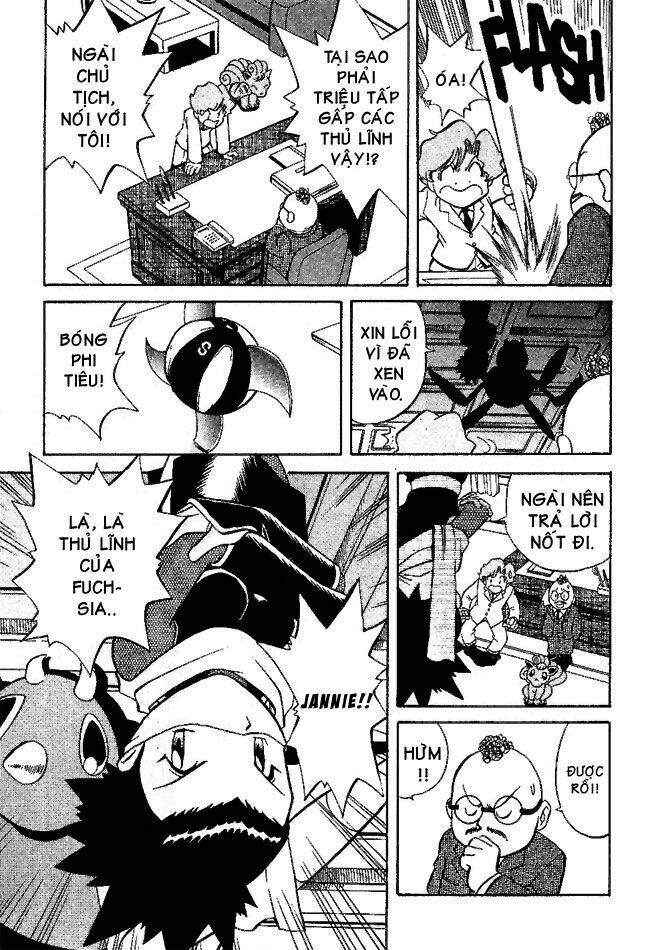 NGÀI
CHỦ
TỊCH,
NÓI VỚI
TÔI!
TẠI SAO
PHẢI
TRIỆU TẤP
GẤP CÁC
THỦ LĨNH
VẬY!?
FLASH
ÓA!
BÓNG
PHI
TIÊU!
S
XIN LỖI
VÌ ĐÃ
XEN
VÀO.
LÀ, LÀ
THỦ LĨNH
CỦA
FUCH-
SIA..
JANNIE!!
NGÀI NÊN
TRẢ LỜI
NỐT ĐI.
HỪM
!!
ĐƯỢC
RỒI!